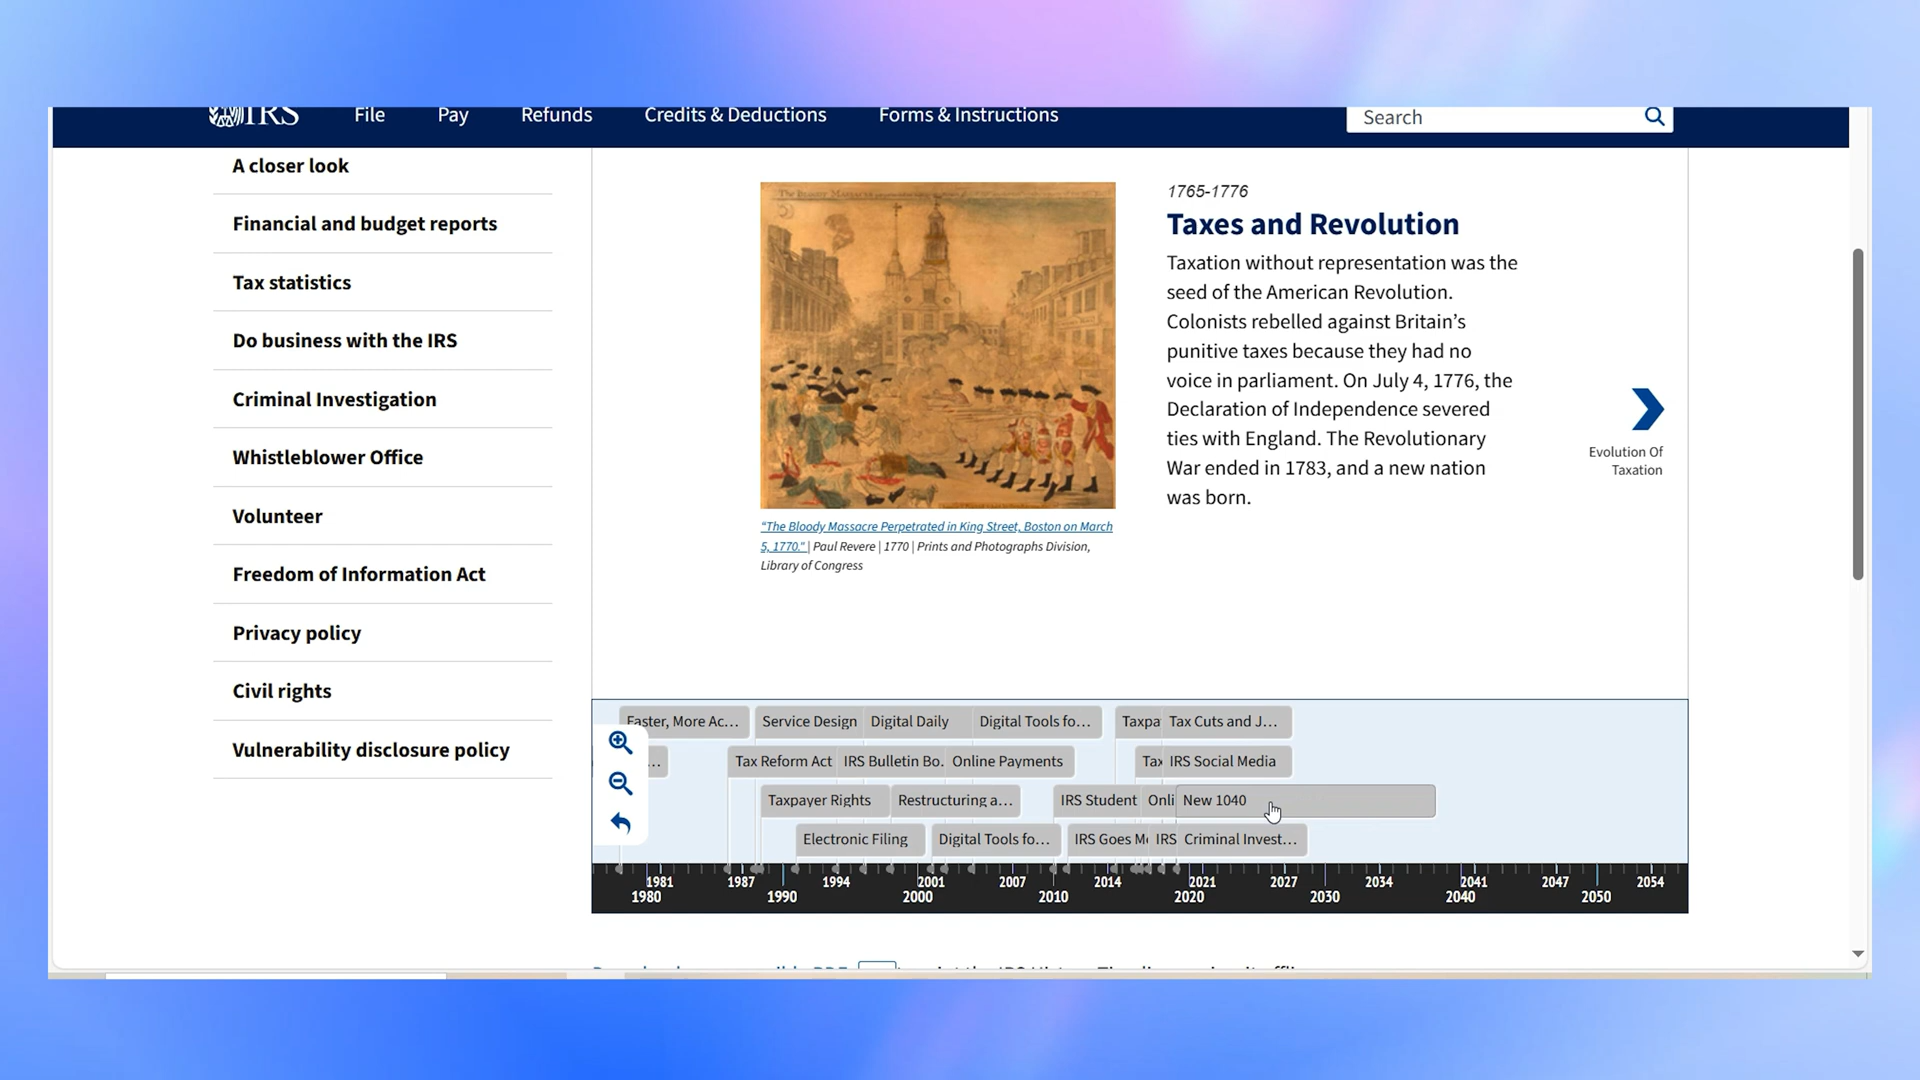 IRS
File
Pay
Refunds
Credits & Deductions
Forms & Instructions
Search
A closer look
Financial and budget reports
Tax statistics
Do business with the IRS
Criminal Investigation
Whistleblower Office
Volunteer
Freedom of Information Act
Privacy policy
Civil rights
Vulnerability disclosure policy
1765-1776
Taxes and Revolution
Taxation without representation was the
seed of the American Revolution.
Colonists rebelled against Britain’s
punitive taxes because they had no
voice in parliament. On July 4, 1776, the
Declaration of Independence severed
ties with England. The Revolutionary
War ended in 1783, and a new nation
was born.
“The Bloody Massacre Perpetrated in King Street, Boston on March
5, 1770." | Paul Revere | 1770 | Prints and Photographs Division,
Library of Congress
Evolution Of
Taxation
Faster, More Ac...
Service Design
Digital Daily
Digital Tools fo...
Taxpa
Tax Cuts and J...
...
Tax Reform Act
IRS Bulletin Bo.
Online Payments
Tax
IRS Social Media
Taxpayer Rights
Restructuring a...
IRS Student
Onli
New 1040
Electronic Filing
Digital Tools fo...
IRS Goes Mo
IRS
Criminal Invest...
1981 1987 1994 2001 2007 2014 2021 2027 2034 2041 2047 2054
1980 1990 2000 2010 2020 2030 2040 2050